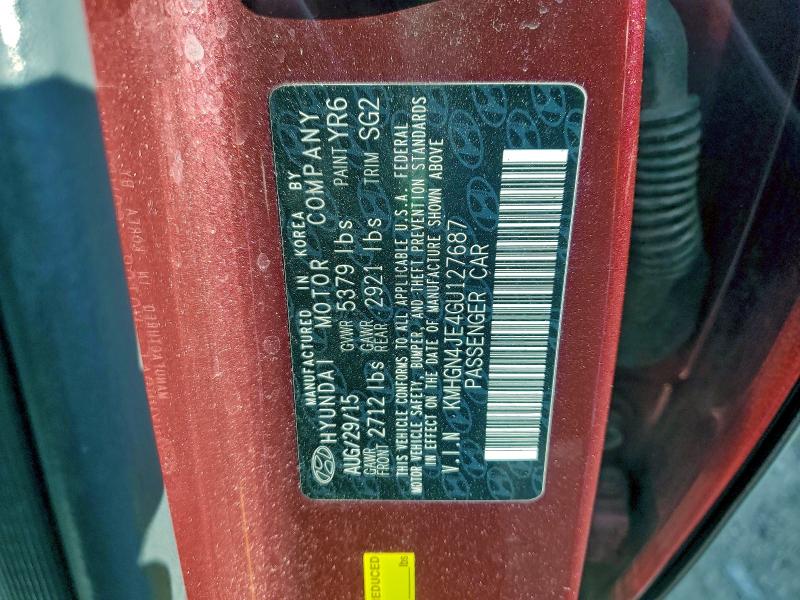 MANUFACTURED IN KOREA BY
HYUNDAI MOTOR COMPANY
AUG/29/15 GVWR 5379 lbs PAINT YR6
GAWR FRONT 2712 lbs GAWR REAR 2921 lbs TRIM SG2
THIS VEHICLE CONFORMS TO ALL APPLICABLE U.S.A. FEDERAL
MOTOR VEHICLE SAFETY, BUMPER, AND THEFT PREVENTION STANDARDS
IN EFFECT ON THE DATE OF MANUFACTURE SHOWN ABOVE
V.I.N : KMHGN4JE4GU127687
PASSENGER CAR
REDUCED
lbs